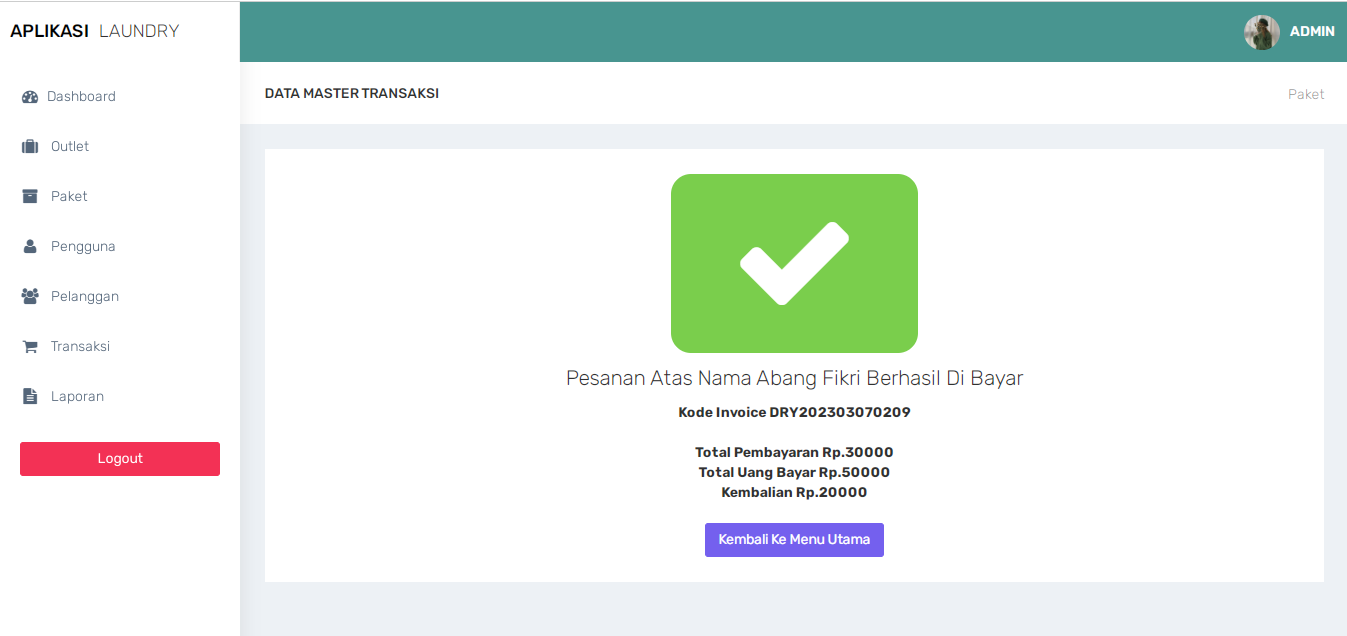 APLIKASI LAUNDRY
ADMIN
Dashboard
Outlet
Paket
Pengguna
Pelanggan
Transaksi
Laporan
Logout
DATA MASTER TRANSAKSI
Paket
Pesanan Atas Nama Abang Fikri Berhasil Di Bayar
Kode Invoice DRY202303070209
Total Pembayaran Rp.30000
Total Uang Bayar Rp.50000
Kembalian Rp.20000
Kembali Ke Menu Utama